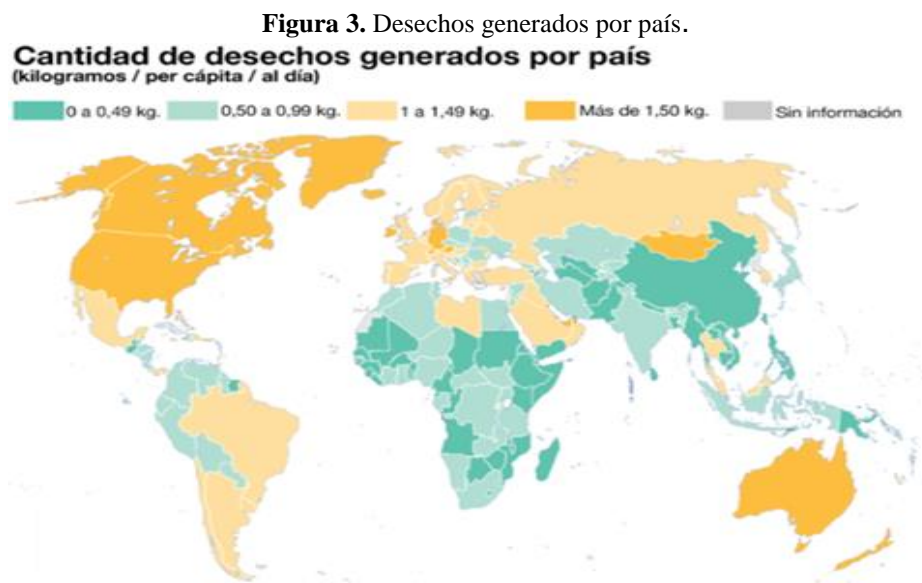 Figura 3. Desechos generados por país.
Cantidad de desechos generados por país
(kilogramos / per cápita / al día)
0 a 0,49 kg. 0,50 a 0,99 kg. 1 a 1,49 kg. Más de 1,50 kg. Sin información